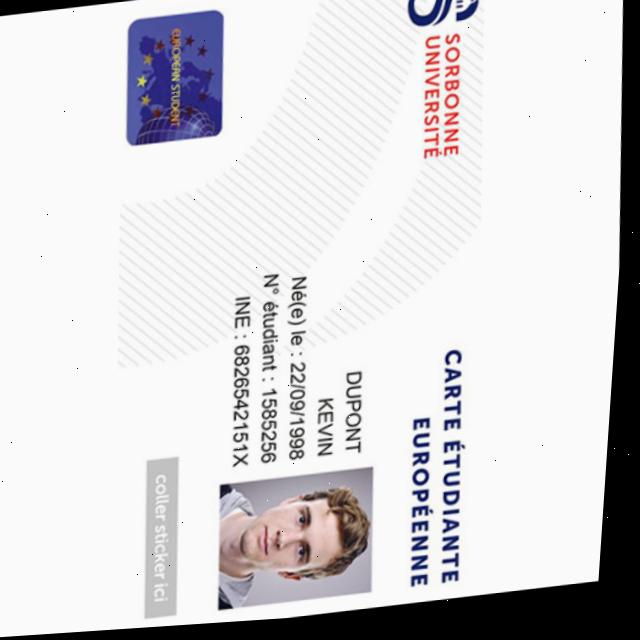 SORBONNE
UNIVERSITÉ
CARTE ÉTUDIANTE
EUROPÉENNE
DUPONT
KEVIN
Né(e) le : 22/09/1998
N° étudiant : 1585256
INE : 6826542151X
EUROPEAN STUDENT
coller sticker ici